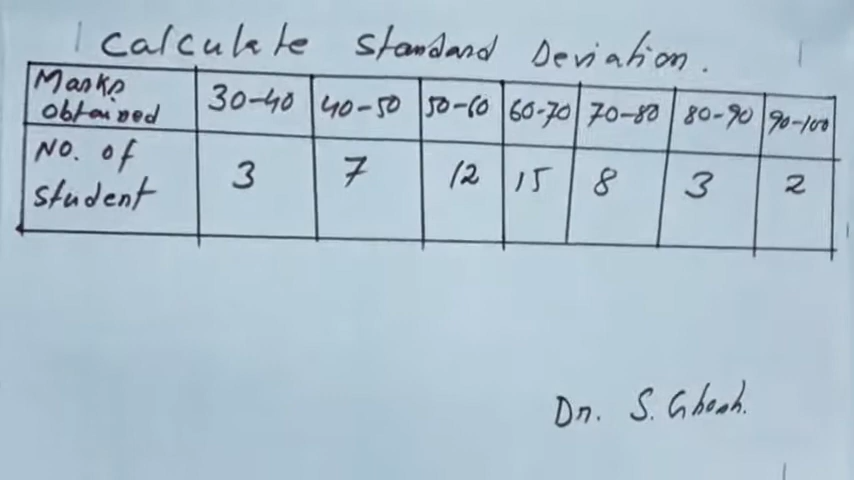 Calculate Standard Deviation.
Marks obtained 30-40 40-50 50-60 60-70 70-80 80-90 90-100
No. of student 3 7 12 15 8 3 2
Dr. S. Ghosh.